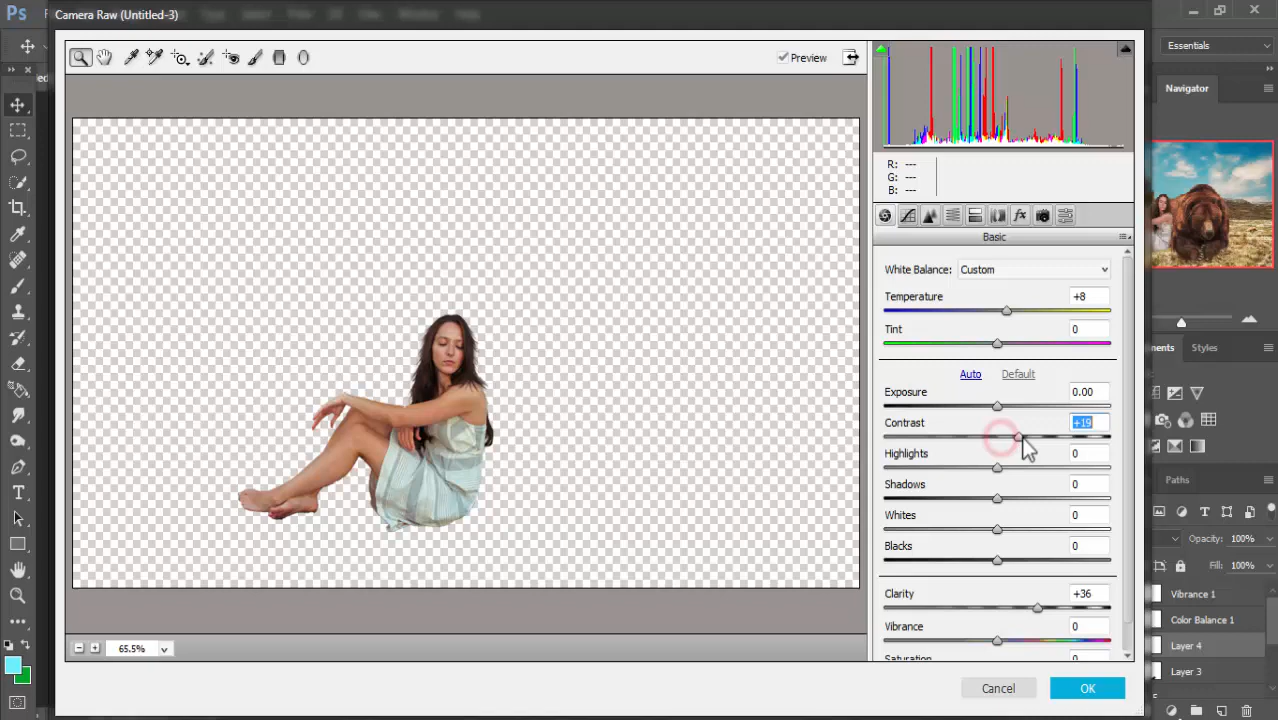 Ps
Camera Raw (Untitled-3)
Essentials
Preview
Navigator
R: ---
G: ---
B: ---
Basic
White Balance: Custom
Temperature +8
Tint 0
Styles
Auto Default
Exposure 0.00
Contrast +19
Highlights 0
Shadows 0
Paths
Whites 0
Opacity: 100%
Blacks 0
Fill: 100%
Clarity +36
Vibrance 1
Color Balance 1
Vibrance 0
Layer 4
65.5%
Layer 3
Cancel OK